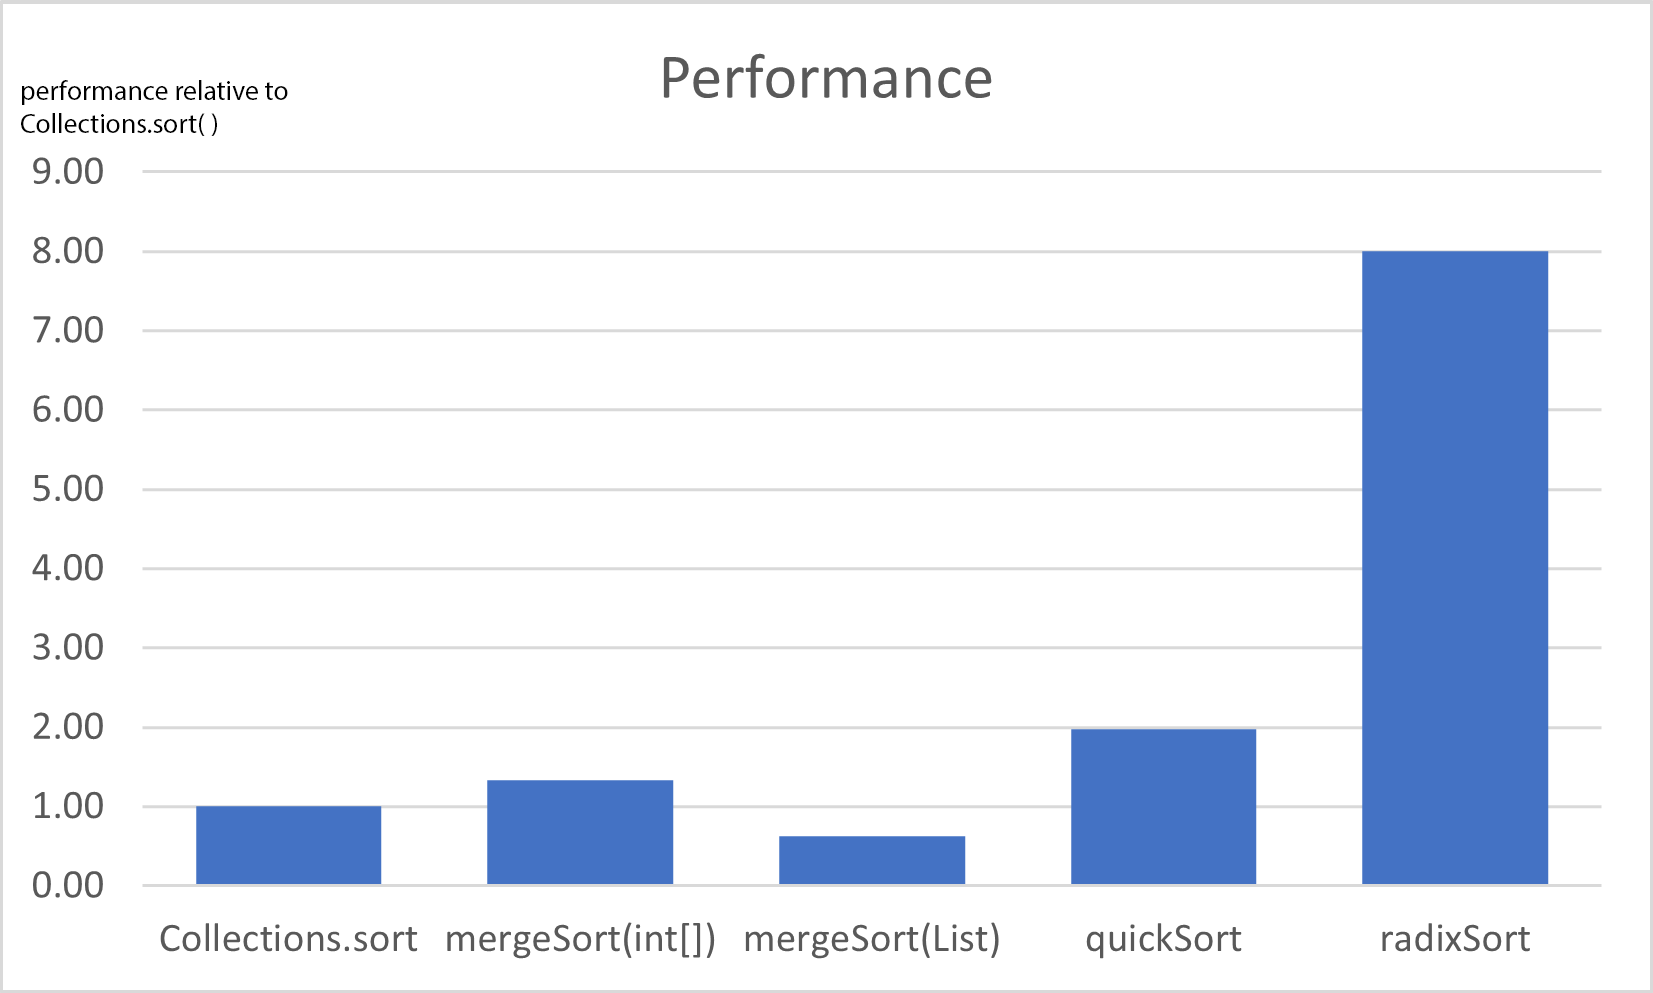 Performance
performance relative to
Collections.sort( )
9.00
8.00
7.00
6.00
5.00
4.00
3.00
2.00
1.00
0.00
Collections.sort mergeSort(int[]) mergeSort(List) quickSort radixSort